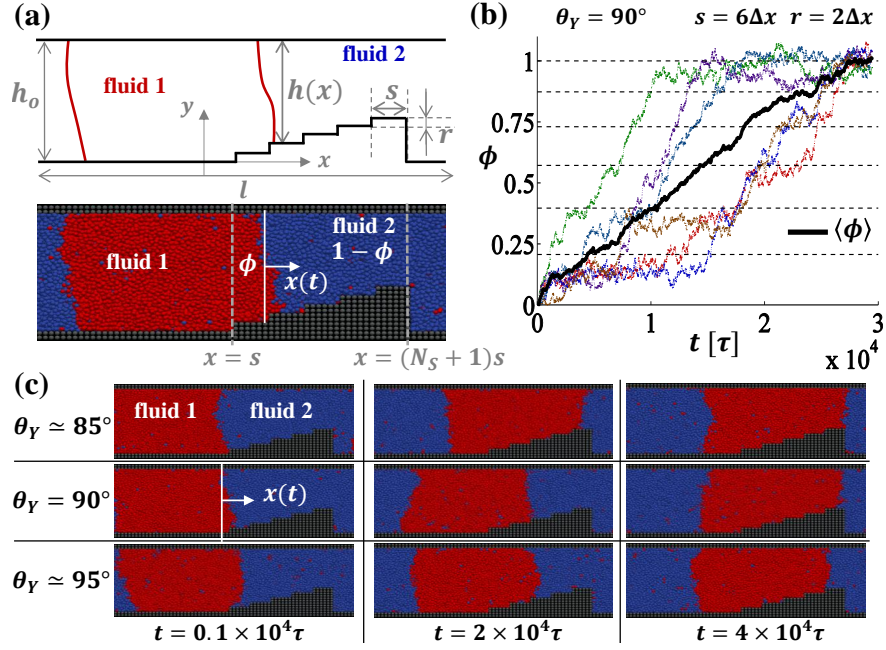 (a)
fluid 1
fluid 2
h_o
h(x)
s
r
y
x
l
fluid 1
ϕ
fluid 2
1 − ϕ
x(t)
x = s
x = (N_S + 1)s
(b)
θ_Y = 90° s = 6Δx r = 2Δx
1
0.75
ϕ
0.5
0.25
0
⟨ϕ⟩
0 1 2 3
t [τ]
x 10^4
(c)
θ_Y ≃ 85°
fluid 1 fluid 2
θ_Y = 90°
x(t)
θ_Y ≃ 95°
t = 0.1 × 10^4τ t = 2 × 10^4τ t = 4 × 10^4τ